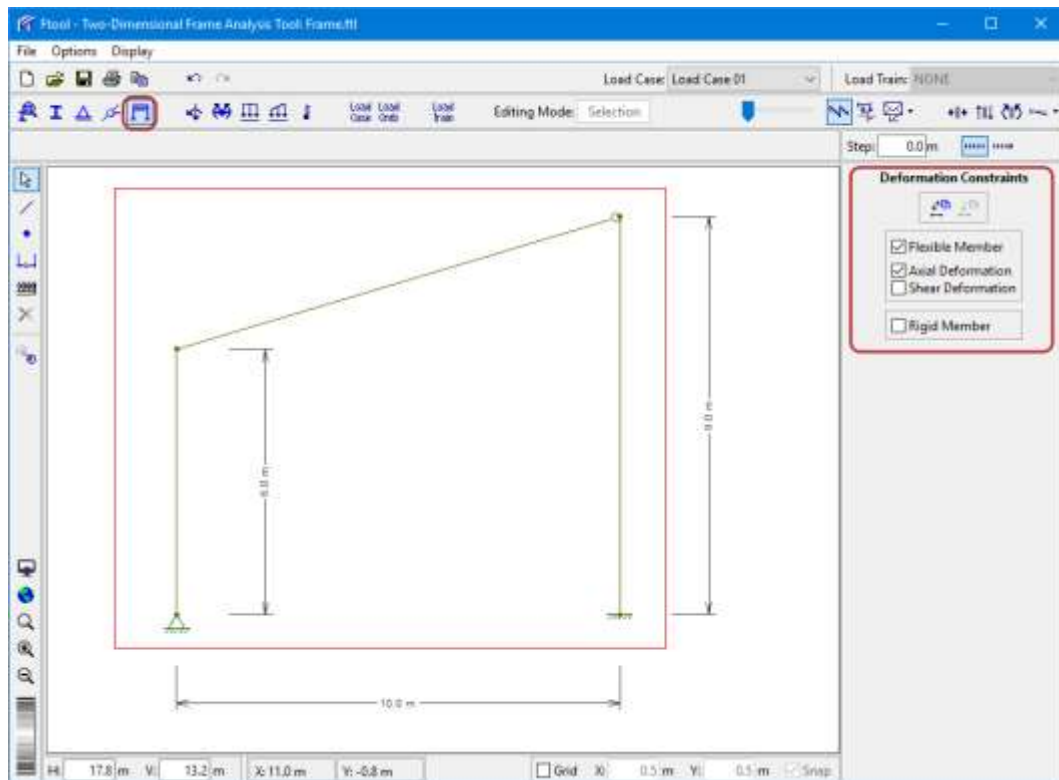 Ftool - Two-Dimensional Frame Analysis Tool: Frame.ftl
File Options Display
Load Case: Load Case 01 Load Train: NONE
Load Case Load Cmb Load Train Editing Mode: Selection
Step: 0.0 m
Deformation Constraints
Flexible Member
Axial Deformation
Shear Deformation
Rigid Member
9.0 m
6.0 m
10.0 m
H: 17.8 m V: 13.2 m X: 11.0 m Y: -0.8 m Grid X: 0.5 m Y: 0.5 m Snap